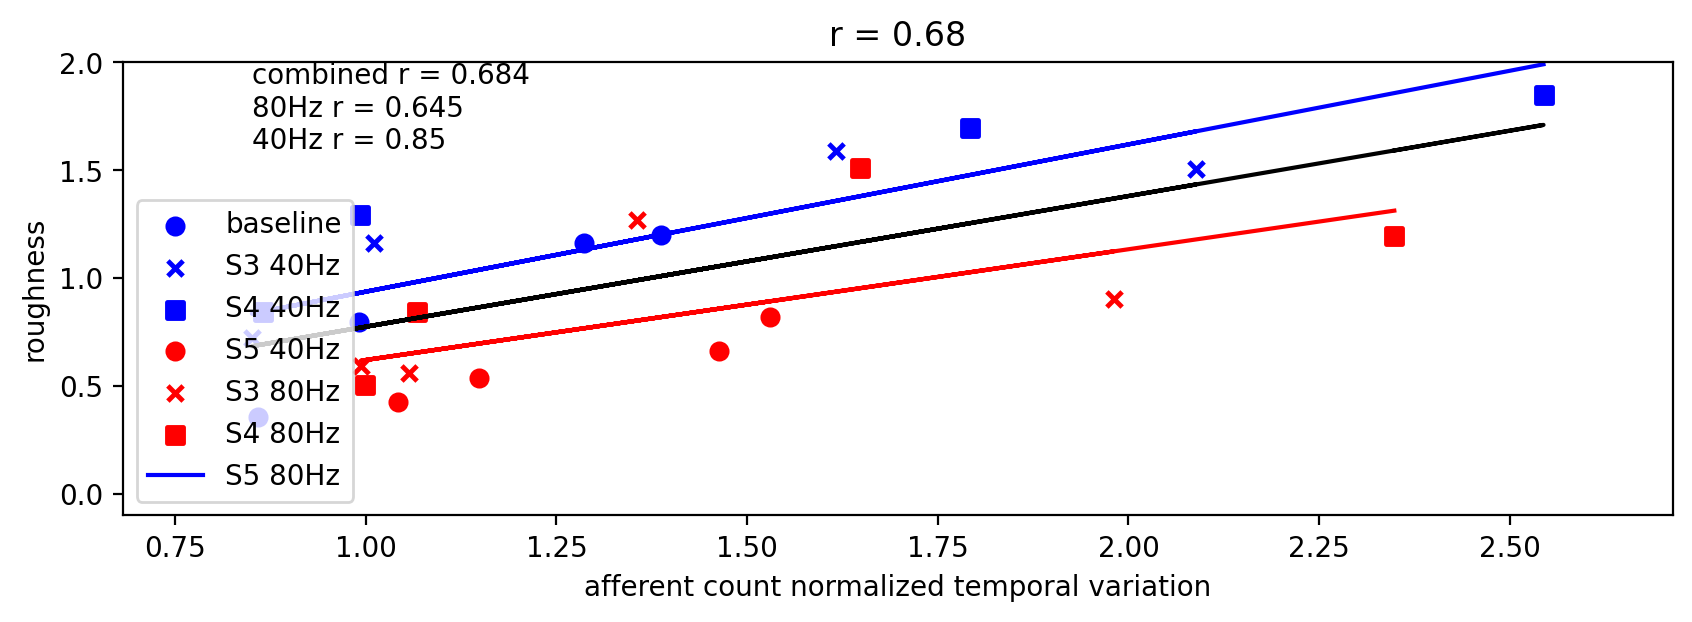 r = 0.68
combined r = 0.684
80Hz r = 0.645
40Hz r = 0.85
roughness
2.0
1.5
1.0
0.5
0.0
baseline
S3 40Hz
S4 40Hz
S5 40Hz
S3 80Hz
S4 80Hz
S5 80Hz
0.75 1.00 1.25 1.50 1.75 2.00 2.25 2.50
afferent count normalized temporal variation